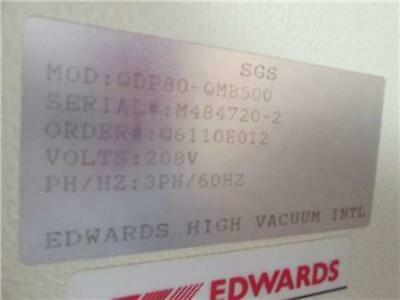 SGS
MOD:QDP80-QMB500
SERIAL#:M484720-2
ORDER#:Q6110E012
VOLTS:208V
PH/HZ:3PH/60HZ
EDWARDS HIGH VACUUM INTL
EDWARDS